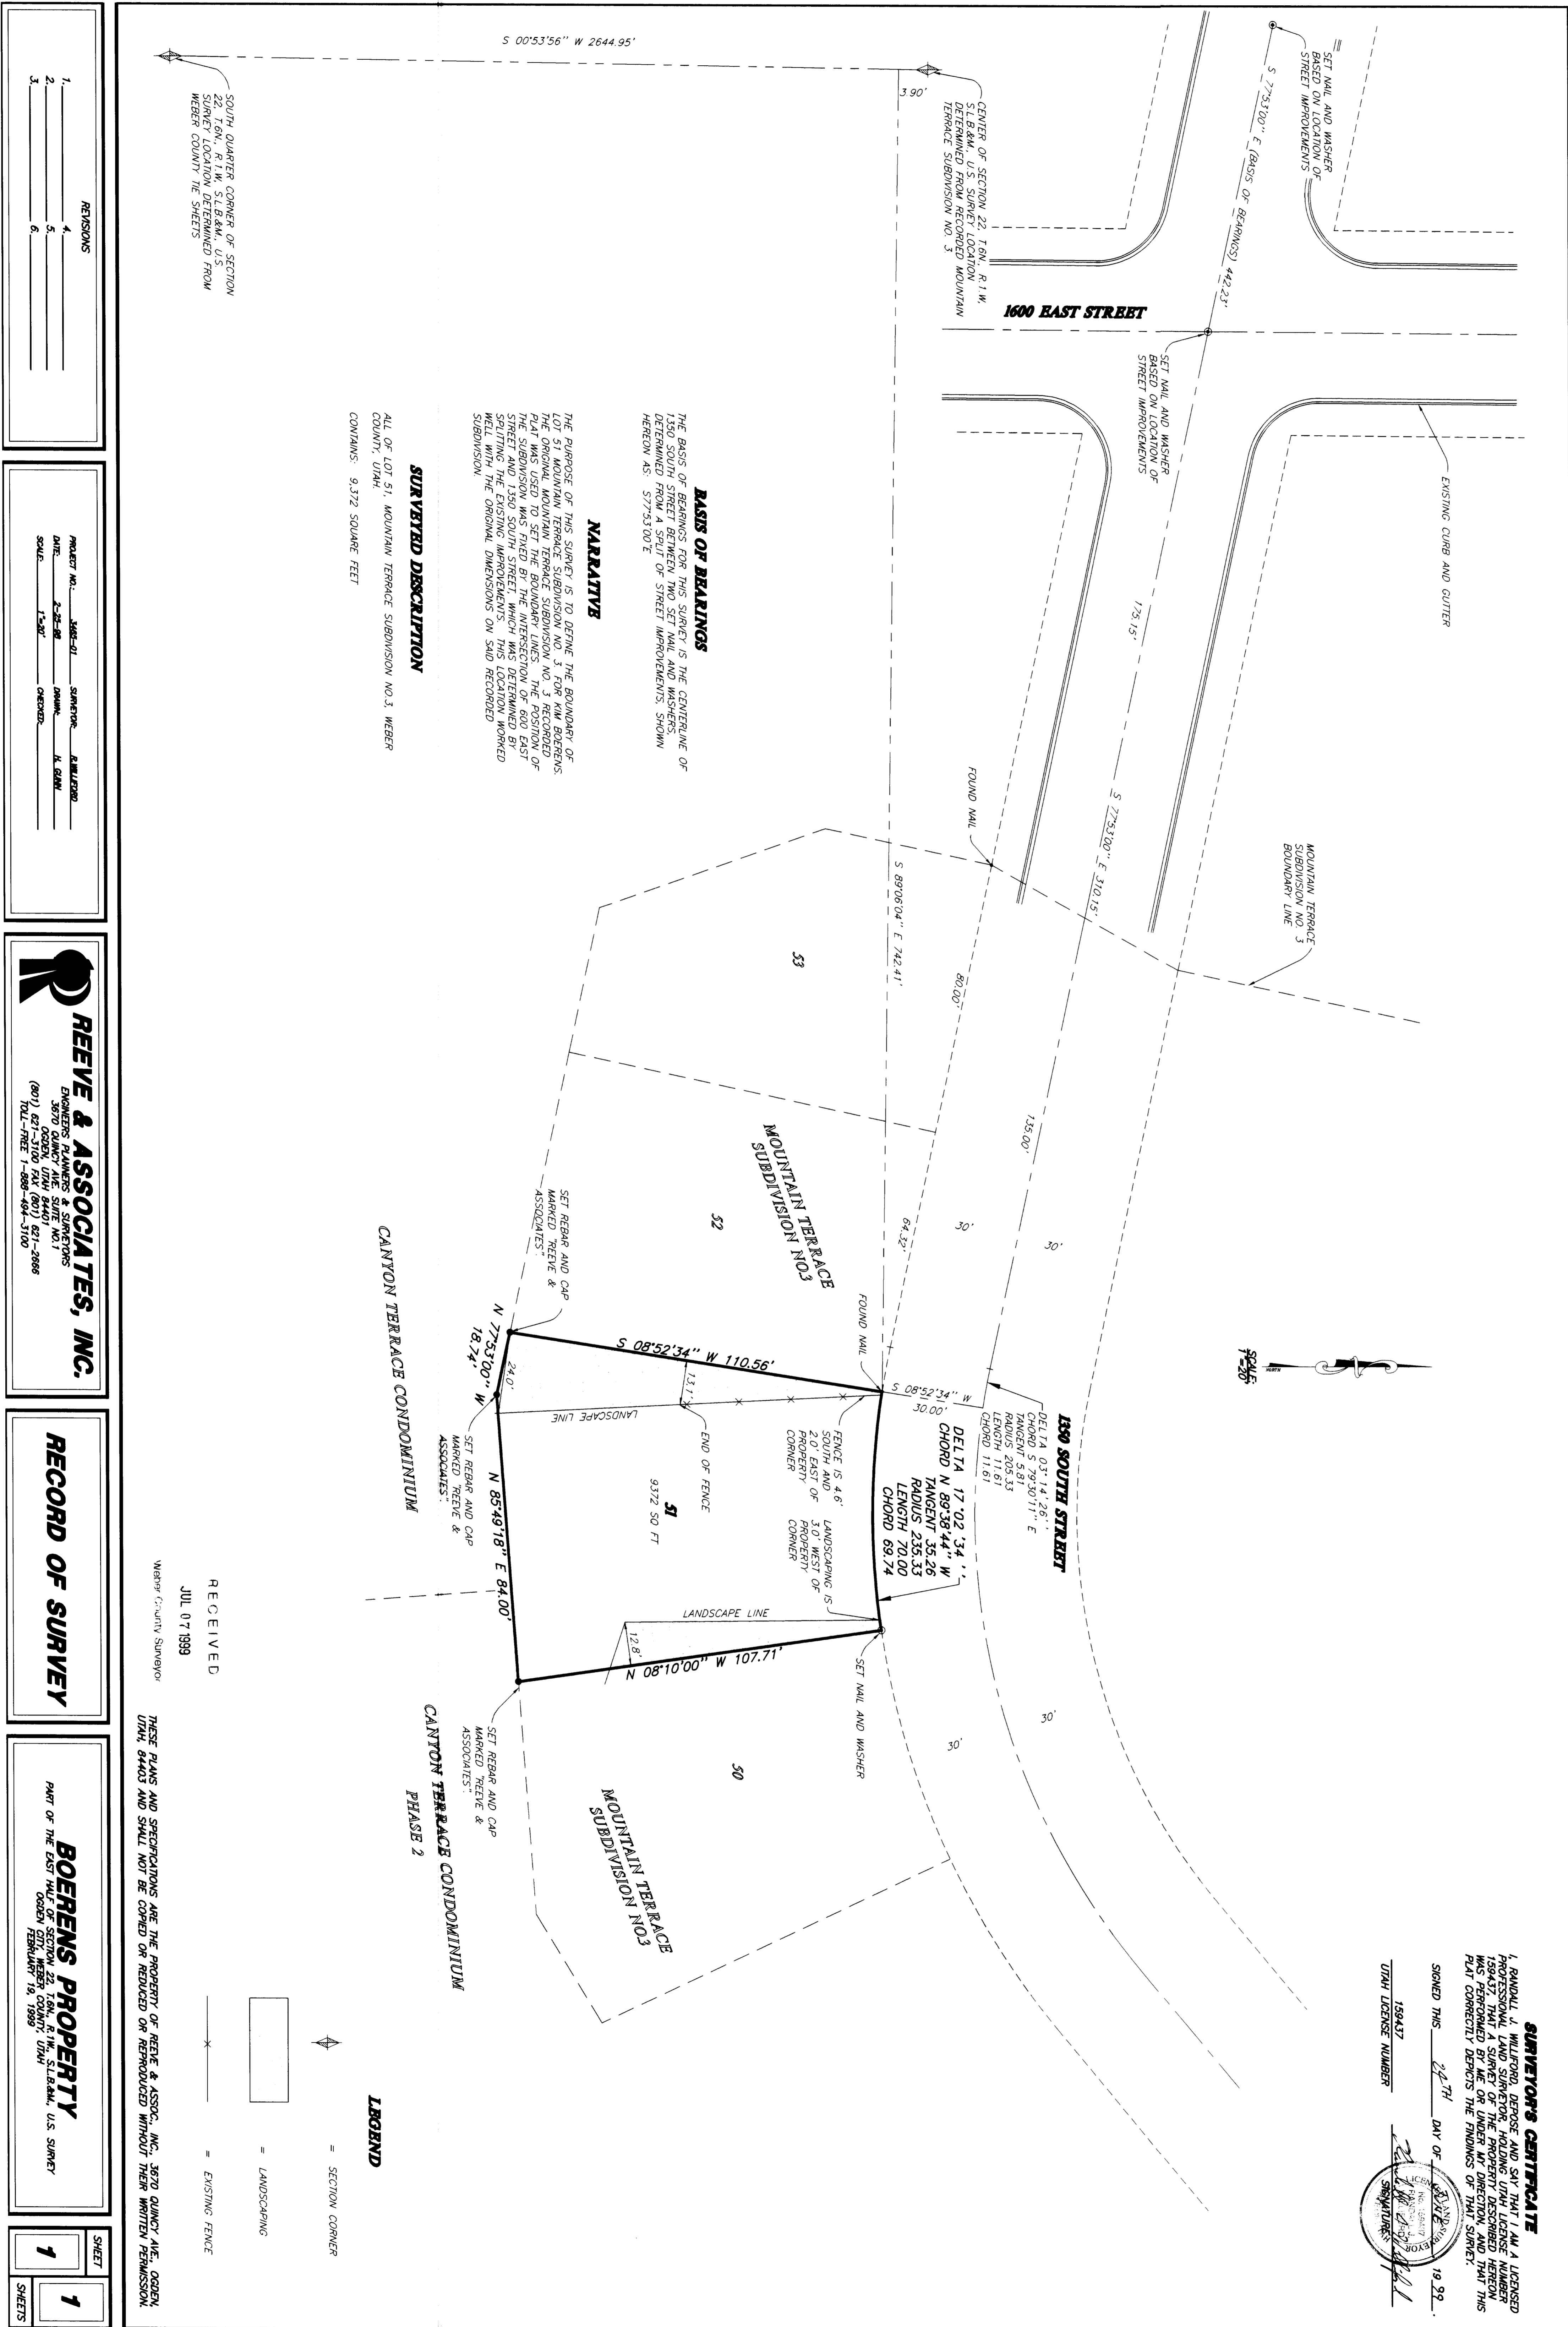 SURVEYOR'S CERTIFICATE
I, RANDALL J. WILLIFORD, DEPOSE AND SAY THAT I AM A LICENSED
PROFESSIONAL LAND SURVEYOR, HOLDING UTAH LICENSE NUMBER
159437, THAT A SURVEY OF THE PROPERTY DESCRIBED HEREON
WAS PERFORMED BY ME OR UNDER MY DIRECTION, AND THAT THIS
PLAT CORRECTLY DEPICTS THE FINDINGS OF THAT SURVEY.
SIGNED THIS 24TH DAY OF JUNE 1999.
159437
UTAH LICENSE NUMBER
SIGNATURE
SET NAIL AND WASHER
BASED ON LOCATION OF
STREET IMPROVEMENTS
S 77°53'00" E (BASIS OF BEARINGS) 442.23'
1600 EAST STREET
SET NAIL AND WASHER
BASED ON LOCATION OF
STREET IMPROVEMENTS
EXISTING CURB AND GUTTER
175.15'
S 77°53'00" E 310.15'
MOUNTAIN TERRACE
SUBDIVISION NO. 3
BOUNDARY LINE
FOUND NAIL
80.00'
135.00'
64.32'
30'
30'
SCALE:
1"=20'
NORTH
1350 SOUTH STREET
DELTA 03°14'26''
CHORD S 79°30'11" E
TANGENT 5.81
RADIUS 205.33
LENGTH 11.61
CHORD 11.61
S 08°52'34" W
30.00'
DELTA 17°02'34''
CHORD N 89°38'44" W
TANGENT 35.26
RADIUS 235.33
LENGTH 70.00
CHORD 69.74
FOUND NAIL
FENCE IS 4.6'
SOUTH AND
2.0' EAST OF
PROPERTY
CORNER
LANDSCAPING IS
3.0' WEST OF
PROPERTY
CORNER
SET NAIL AND WASHER
30'
30'
CENTER OF SECTION 22, T.6N., R.1.W,
S.L.B.&M., U.S. SURVEY LOCATION
DETERMINED FROM RECORDED MOUNTAIN
TERRACE SUBDIVISION NO. 3
3.90'
S 00°53'56" W 2644.95'
S 89°06'04" E 742.41'
SOUTH QUARTER CORNER OF SECTION
22, T.6N., R.1.W, S.L.B.&M., U.S.
SURVEY LOCATION DETERMINED FROM
WEBER COUNTY TIE SHEETS
BASIS OF BEARINGS
THE BASIS OF BEARINGS FOR THIS SURVEY IS THE CENTERLINE OF
1350 SOUTH STREET BETWEEN TWO SET NAIL AND WASHERS,
DETERMINED FROM A SPLIT OF STREET IMPROVEMENTS, SHOWN
HEREON AS: S77°53'00"E
NARRATIVE
THE PURPOSE OF THIS SURVEY IS TO DEFINE THE BOUNDARY OF
LOT 51 MOUNTAIN TERRACE SUBDIVISION NO. 3 FOR KIM BOERENS.
THE ORIGINAL MOUNTAIN TERRACE SUBDIVISION NO. 3 RECORDED
PLAT WAS USED TO SET THE BOUNDARY LINES. THE POSITION OF
THE SUBDIVISION WAS FIXED BY THE INTERSECTION OF 600 EAST
STREET AND 1350 SOUTH STREET, WHICH WAS DETERMINED BY
SPLITTING THE EXISTING IMPROVEMENTS. THIS LOCATION WORKED
WELL WITH THE ORIGINAL DIMENSIONS ON SAID RECORDED
SUBDIVISION.
SURVEYED DESCRIPTION
ALL OF LOT 51, MOUNTAIN TERRACE SUBDIVISION NO.3, WEBER
COUNTY, UTAH.
CONTAINS: 9,372 SQUARE FEET
53
52
MOUNTAIN TERRACE
SUBDIVISION NO.3
SET REBAR AND CAP
MARKED "REEVE &
ASSOCIATES".
CANYON TERRACE CONDOMINIUM
N 77°53'00" W
18.74'
24.0'
S 08°52'34" W 110.56'
13.1'
LANDSCAPE LINE
END OF FENCE
51
9372 SQ FT
SET REBAR AND CAP
MARKED "REEVE &
ASSOCIATES".
N 85°49'18" E 84.00'
LANDSCAPE LINE
12.8'
N 08°10'00" W 107.71'
SET REBAR AND CAP
MARKED "REEVE &
ASSOCIATES".
50
MOUNTAIN TERRACE
SUBDIVISION NO.3
CANYON TERRACE CONDOMINIUM
PHASE 2
LEGEND
= SECTION CORNER
= LANDSCAPING
= EXISTING FENCE
RECEIVED
JUL 07 1999
Weber County Surveyor
THESE PLANS AND SPECIFICATIONS ARE THE PROPERTY OF REEVE & ASSOC., INC., 3670 QUINCY AVE., OGDEN,
UTAH, 84403 AND SHALL NOT BE COPIED OR REDUCED OR REPRODUCED WITHOUT THEIR WRITTEN PERMISSION.
REVISIONS
1. 4.
2. 5.
3. 6.
PROJECT NO.: 3485-01 SURVEYOR: R.WILLIFORD
DATE: 2-25-99 DRAWN: H. GUNN
SCALE: 1"=20' CHECKED:
REEVE & ASSOCIATES, INC.
ENGINEERS PLANNERS & SURVEYORS
3670 QUINCY AVE. SUITE NO.1
OGDEN, UTAH 84401
(801) 621-3100 FAX (801) 621-2666
TOLL-FREE 1-888-494-3100
RECORD OF SURVEY
BOERENS PROPERTY
PART OF THE EAST HALF OF SECTION 22, T.6N., R.1W., S.L.B.&M., U.S. SURVEY
OGDEN CITY, WEBER COUNTY, UTAH
FEBRUARY 19, 1999
SHEET
1
1
SHEETS